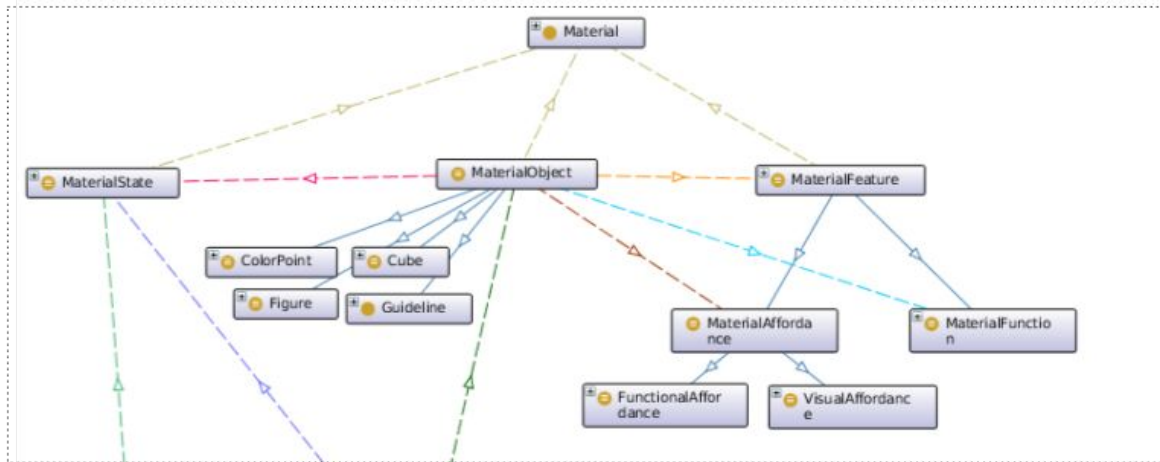 Material
MaterialState
MaterialObject
MaterialFeature
ColorPoint
Cube
Figure
Guideline
MaterialAfforda
nce
MaterialFunctio
n
FunctionalAffor
dance
VisualAffordanc
e